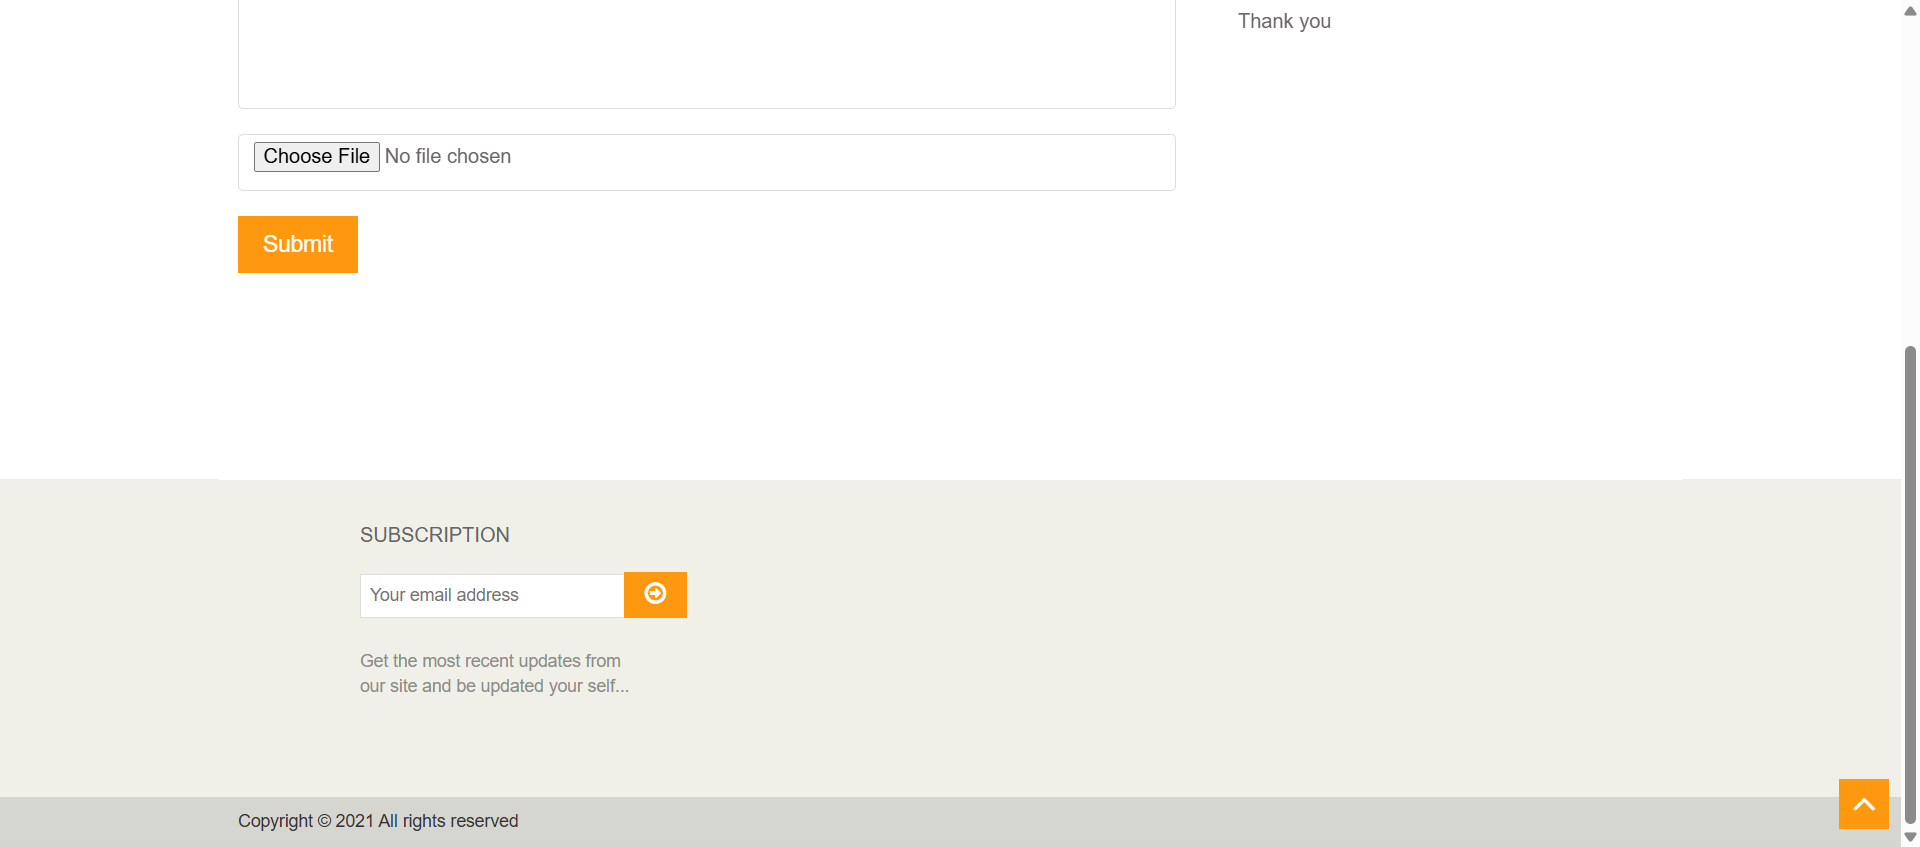 Thank you
Choose File No file chosen
Submit
SUBSCRIPTION
Your email address
Get the most recent updates from
our site and be updated your self...
Copyright © 2021 All rights reserved